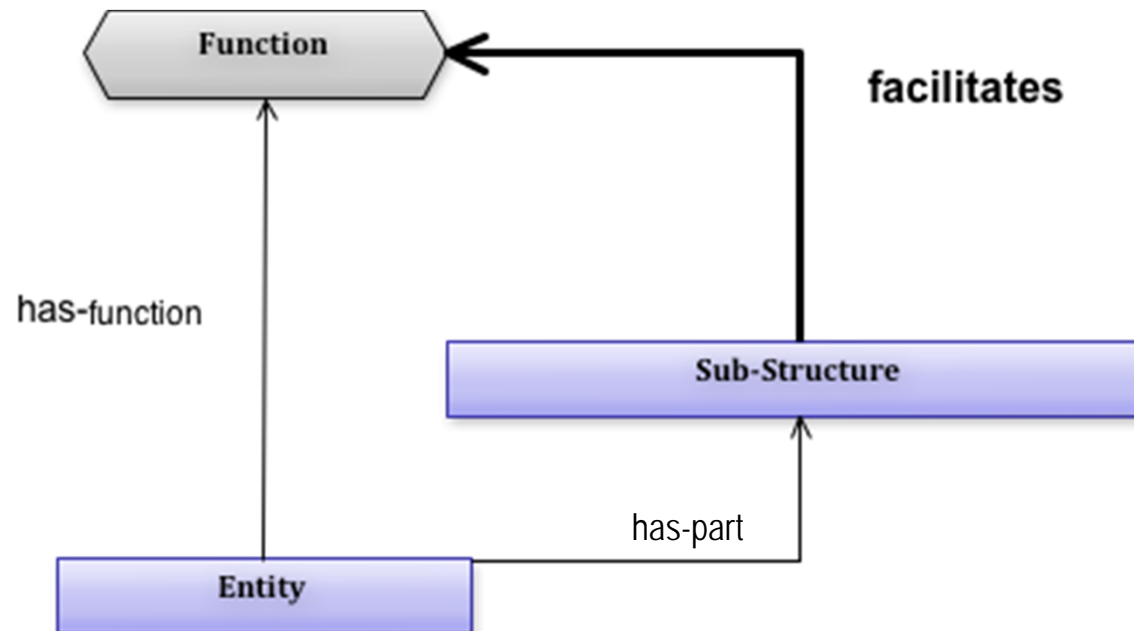 Function
facilitates
has-function
Sub-Structure
has-part
Entity